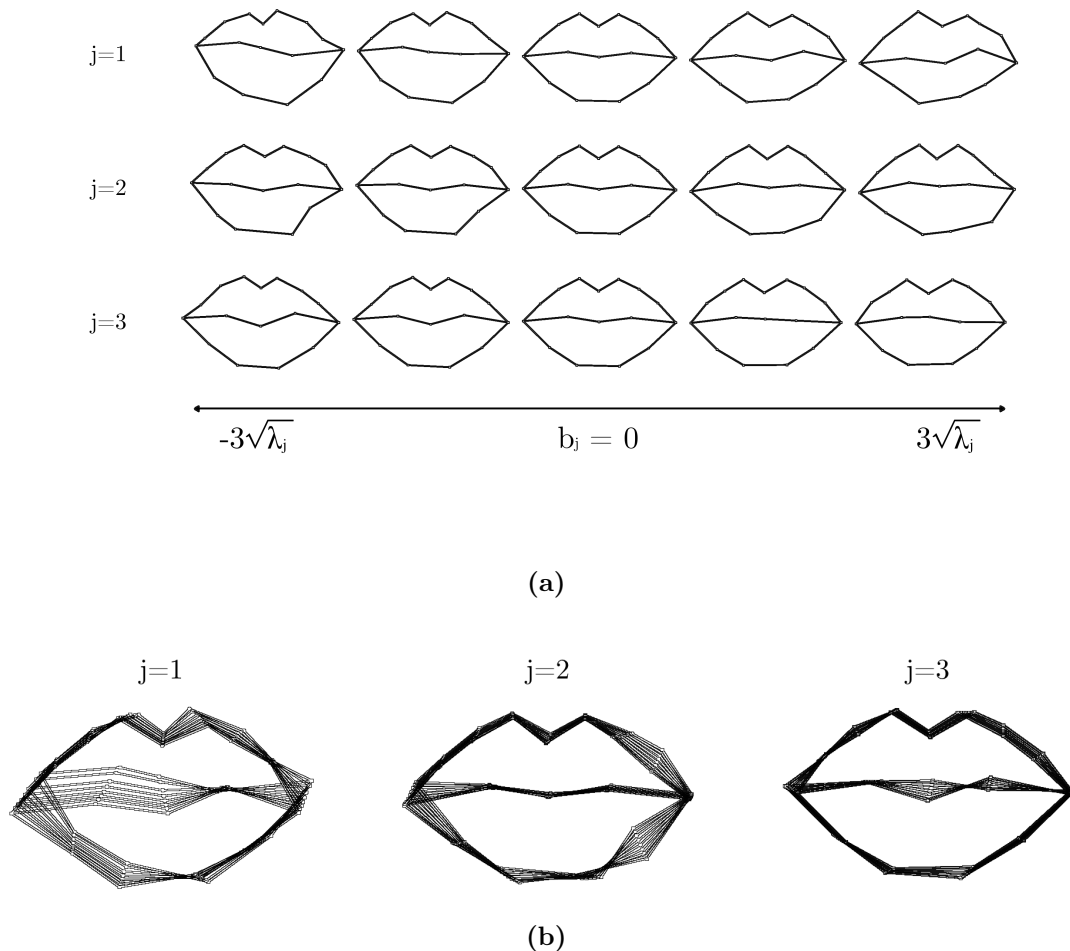 j=1
j=2
j=3
-3√λⱼ bⱼ = 0 3√λⱼ
(a)
j=1 j=2 j=3
(b)